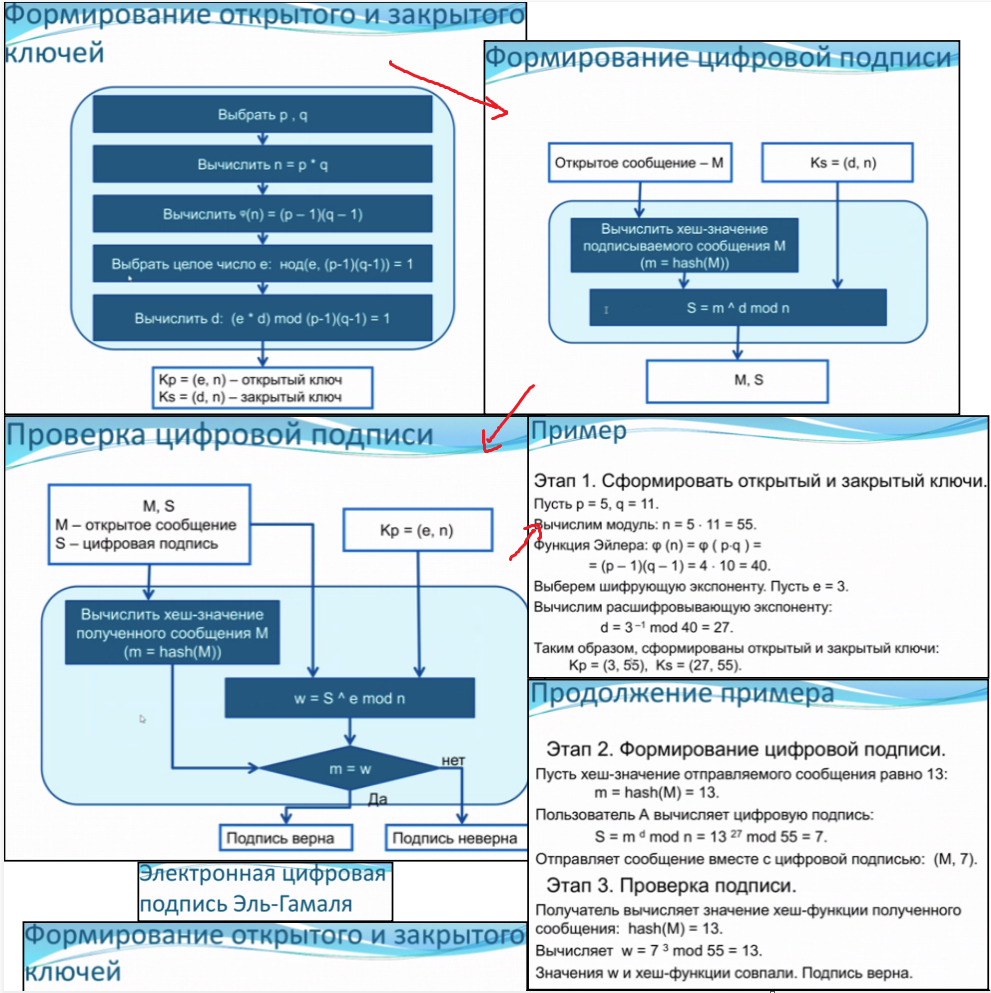 Формирование открытого и закрытого
ключей
Выбрать p , q
Вычислить n = p * q
Вычислить φ(n) = (p – 1)(q – 1)
Выбрать целое число e: нод(e, (p-1)(q-1)) = 1
Вычислить d: (e * d) mod (p-1)(q-1) = 1
Kp = (e, n) – открытый ключ
Ks = (d, n) – закрытый ключ
Формирование цифровой подписи
Открытое сообщение – M
Ks = (d, n)
Вычислить хеш-значение
подписываемого сообщения M
(m = hash(M))
S = m ^ d mod n
M, S
Проверка цифровой подписи
M, S
M – открытое сообщение
S – цифровая подпись
Kp = (e, n)
Вычислить хеш-значение
полученного сообщения M
(m = hash(M))
w = S ^ e mod n
m = w
нет
Да
Подпись верна
Подпись неверна
Пример
Этап 1. Сформировать открытый и закрытый ключи.
Пусть p = 5, q = 11.
Вычислим модуль: n = 5 · 11 = 55.
Функция Эйлера: φ (n) = φ ( p·q ) =
= (p – 1)(q – 1) = 4 · 10 = 40.
Выберем шифрующую экспоненту. Пусть e = 3.
Вычислим расшифровывающую экспоненту:
d = 3 ⁻¹ mod 40 = 27.
Таким образом, сформированы открытый и закрытый ключи:
Kp = (3, 55), Ks = (27, 55).
Продолжение примера
Этап 2. Формирование цифровой подписи.
Пусть хеш-значение отправляемого сообщения равно 13:
m = hash(M) = 13.
Пользователь А вычисляет цифровую подпись:
S = m ᵈ mod n = 13 ²⁷ mod 55 = 7.
Отправляет сообщение вместе с цифровой подписью: (M, 7).
Этап 3. Проверка подписи.
Получатель вычисляет значение хеш-функции полученного
сообщения: hash(M) = 13.
Вычисляет w = 7 ³ mod 55 = 13.
Значения w и хеш-функции совпали. Подпись верна.
Электронная цифровая
подпись Эль-Гамаля
Формирование открытого и закрытого
ключей